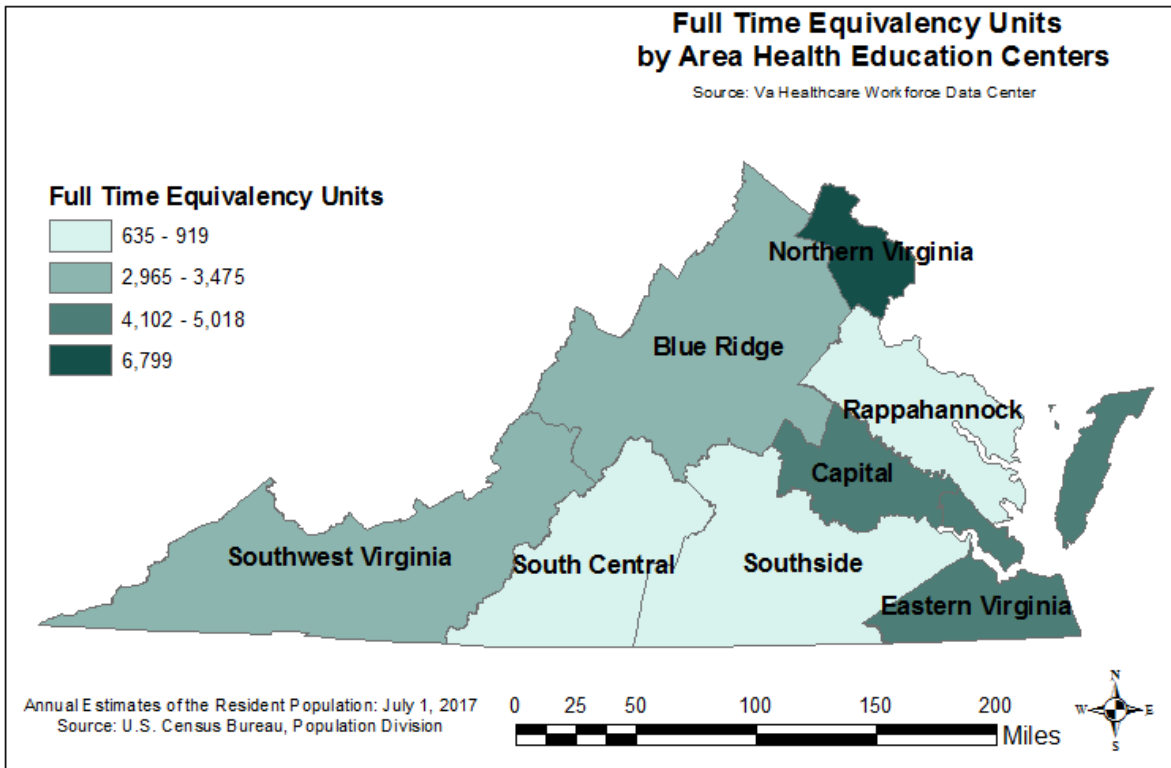 Full Time Equivalency Units
by Area Health Education Centers
Source: Va Healthcare Workforce Data Center
Full Time Equivalency Units
635 - 919
2,965 - 3,475
4,102 - 5,018
6,799
Northern Virginia
Blue Ridge
Rappahannock
Capital
Southwest Virginia
South Central
Southside
Eastern Virginia
Annual Estimates of the Resident Population: July 1, 2017
Source: U.S. Census Bureau, Population Division
0 25 50 100 150 200
Miles
N
W E
S